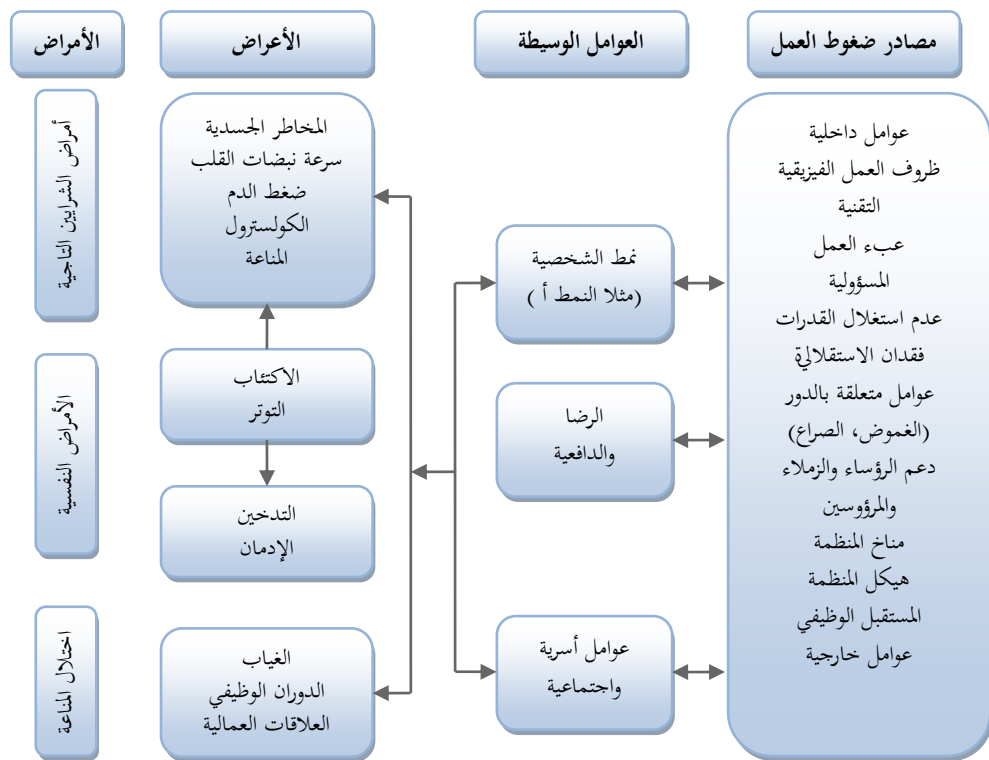 مصادر ضغوط العمل
عوامل داخلية
ظروف العمل الفيزيقية
التقنية
عبء العمل
المسؤولية
عدم استغلال القدرات
فقدان الاستقلالية
عوامل متعلقة بالدور
(الغموض، الصراع)
دعم الرؤساء والزملاء
والمرؤوسين
مناخ المنظمة
هيكل المنظمة
المستقبل الوظيفي
عوامل خارجية
العوامل الوسيطة
نمط الشخصية
(مثلا النمط أ )
الرضا
والدافعية
عوامل أسرية
واجتماعية
الأعراض
المخاطر الجسدية
سرعة نبضات القلب
ضغط الدم
الكولسترول
المناعة
الاكتئاب
التوتر
التدخين
الإدمان
الغياب
الدوران الوظيفي
العلاقات العمالية
الأمراض
أمراض الشرايين التاجية
الأمراض النفسية
اختلال المناعة